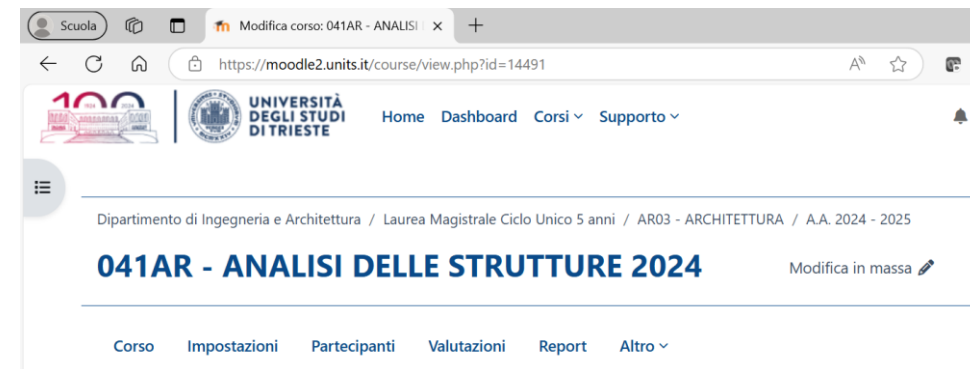 Scuola
Modifica corso: 041AR - ANALISI
https://moodle2.units.it/course/view.php?id=14491
UNIVERSITÀ
DEGLI STUDI
DI TRIESTE
Home Dashboard Corsi Supporto
Dipartimento di Ingegneria e Architettura / Laurea Magistrale Ciclo Unico 5 anni / AR03 - ARCHITETTURA / A.A. 2024 - 2025
041AR - ANALISI DELLE STRUTTURE 2024
Modifica in massa
Corso Impostazioni Partecipanti Valutazioni Report Altro